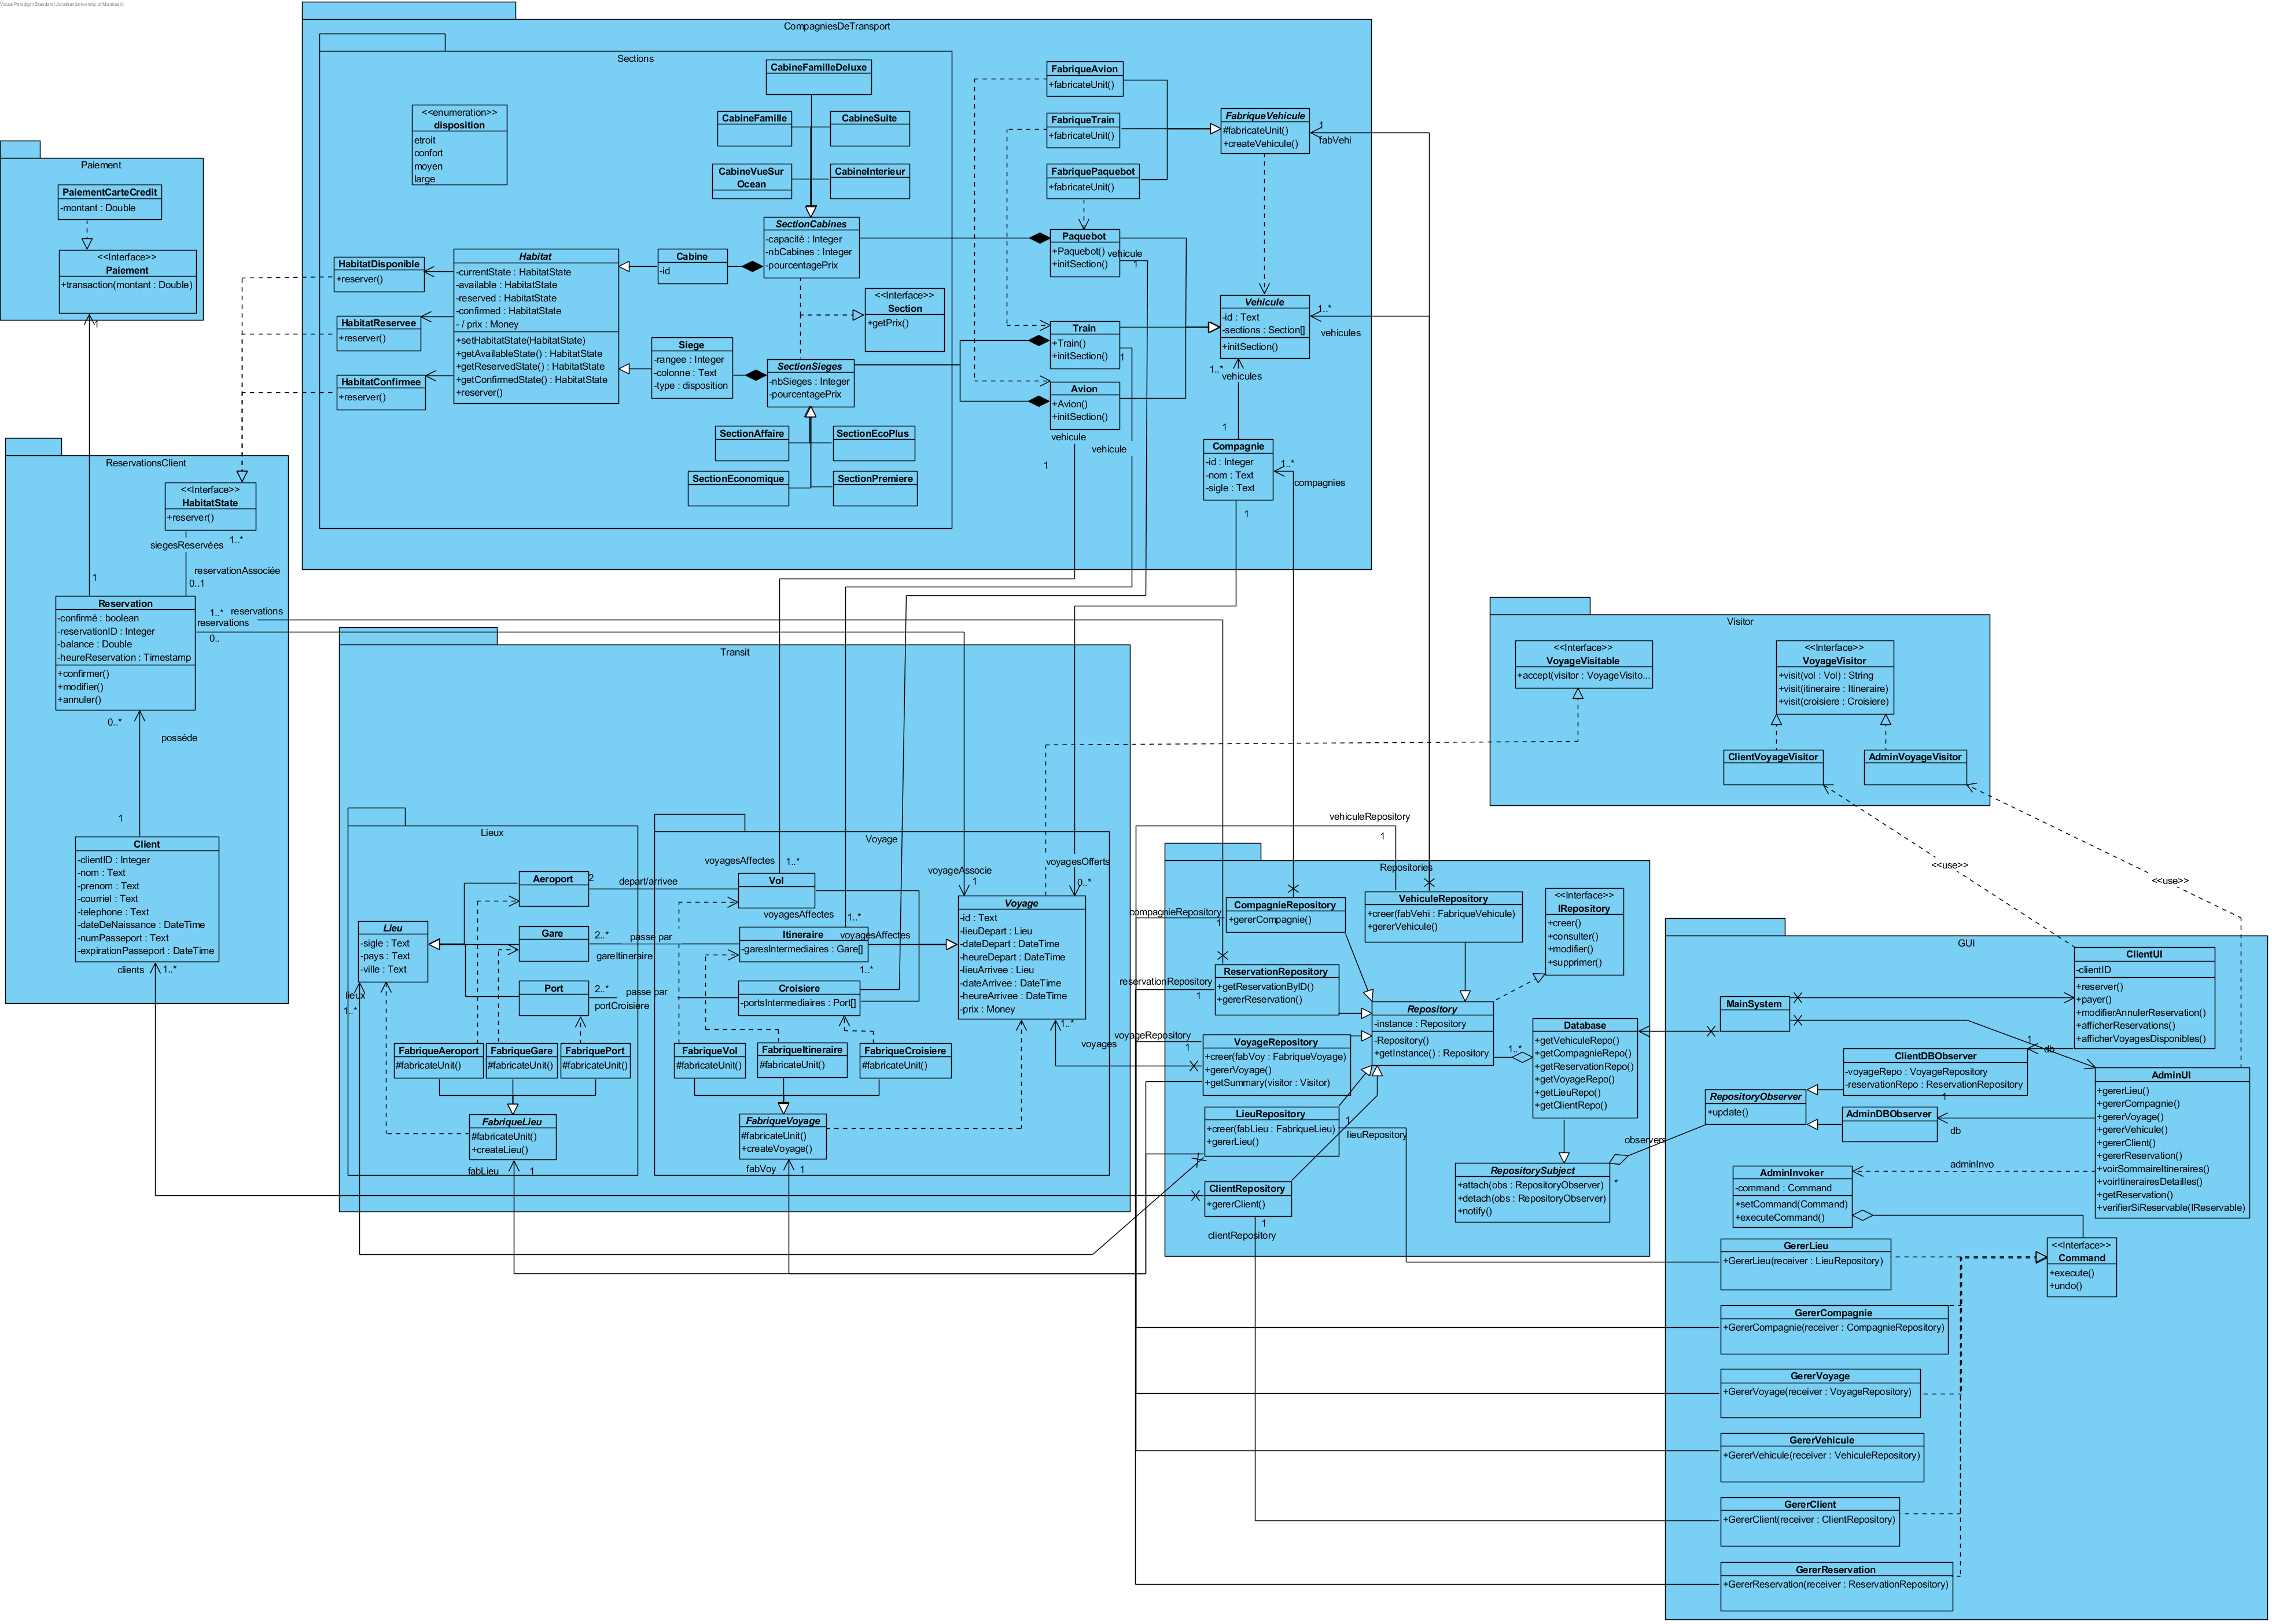 Visual Paradigm Standard(Jonathan(University of Montreal))
CompagniesDeTransport
Sections
CabineFamilleDeluxe
<<enumeration>>
disposition
etroit
confort
moyen
large
CabineFamille
CabineSuite
CabineVueSur
Ocean
CabineInterieur
FabriqueAvion
+fabricateUnit()
FabriqueTrain
+fabricateUnit()
FabriquePaquebot
+fabricateUnit()
FabriqueVehicule
#fabricateUnit()
+createVehicule()
1
fabVehi
Paiement
PaiementCarteCredit
-montant : Double
<<Interface>>
Paiement
+transaction(montant : Double)
1
SectionCabines
-capacité : Integer
-nbCabines : Integer
-pourcentagePrix
Paquebot
+Paquebot()
+initSection()
vehicule
1
HabitatDisponible
+reserver()
HabitatReservee
+reserver()
HabitatConfirmee
+reserver()
Habitat
-currentState : HabitatState
-available : HabitatState
-reserved : HabitatState
-confirmed : HabitatState
- / prix : Money
+setHabitatState(HabitatState)
+getAvailableState() : HabitatState
+getReservedState() : HabitatState
+getConfirmedState() : HabitatState
+reserver()
Cabine
-id
<<Interface>>
Section
+getPrix()
Siege
-rangee : Integer
-colonne : Text
-type : disposition
SectionSieges
-nbSieges : Integer
-pourcentagePrix
Train
+Train()
+initSection()
1
Avion
+Avion()
+initSection()
vehicule
1
vehicule
Vehicule
-id : Text
-sections : Section[]
+initSection()
1..*
vehicules
1..*
vehicules
1
SectionAffaire
SectionEcoPlus
SectionEconomique
SectionPremiere
Compagnie
-id : Integer
-nom : Text
-sigle : Text
1
1..*
compagnies
ReservationsClient
<<Interface>>
HabitatState
+reserver()
1..*
siegesReservées
reservationAssociée
0..1
1
Reservation
-confirmé : boolean
-reservationID : Integer
-balance : Double
-heureReservation : Timestamp
+confirmer()
+modifier()
+annuler()
1..*
reservations
reservations
0..
0..*
possède
1
Client
-clientID : Integer
-nom : Text
-prenom : Text
-courriel : Text
-telephone : Text
-dateDeNaissance : DateTime
-numPasseport : Text
-expirationPasseport : DateTime
clients
1..*
Transit
Lieux
Lieu
-sigle : Text
-pays : Text
-ville : Text
lieux
1..*
Aeroport
2
depart/arrivee
Gare
2..*
passe par
gareItineraire
Port
2..*
passe par
portCroisiere
FabriqueAeroport
#fabricateUnit()
FabriqueGare
#fabricateUnit()
FabriquePort
#fabricateUnit()
FabriqueLieu
#fabricateUnit()
+createLieu()
fabLieu
1
Voyage
voyagesAffectes
1..*
Vol
voyagesAffectes
1..*
Itineraire
-garesIntermediaires : Gare[]
voyagesAffectes
1..*
Croisiere
-portsIntermediaires : Port[]
FabriqueVol
#fabricateUnit()
FabriqueItineraire
#fabricateUnit()
FabriqueCroisiere
#fabricateUnit()
FabriqueVoyage
#fabricateUnit()
+createVoyage()
fabVoy
1
voyageAssocie
1
voyagesOfferts
0..*
Voyage
-id : Text
-lieuDepart : Lieu
-dateDepart : DateTime
-heureDepart : DateTime
-lieuArrivee : Lieu
-dateArrivee : DateTime
-heureArrivee : DateTime
-prix : Money
1..*
voyages
Visitor
<<Interface>>
VoyageVisitable
+accept(visitor : VoyageVisito...
<<Interface>>
VoyageVisitor
+visit(vol : Vol) : String
+visit(itineraire : Itineraire)
+visit(croisiere : Croisiere)
ClientVoyageVisitor
AdminVoyageVisitor
<<use>>
<<use>>
vehiculeRepository
1
Repositories
compagnieRepository
1
CompagnieRepository
+gererCompagnie()
VehiculeRepository
+creer(fabVehi : FabriqueVehicule)
+gererVehicule()
<<Interface>>
IRepository
+creer()
+consulter()
+modifier()
+supprimer()
reservationRepository
1
ReservationRepository
+getReservationByID()
+gererReservation()
Repository
-instance : Repository
-Repository()
+getInstance() : Repository
1..*
Database
+getVehiculeRepo()
+getCompagnieRepo()
+getReservationRepo()
+getVoyageRepo()
+getLieuRepo()
+getClientRepo()
voyageRepository
1
VoyageRepository
+creer(fabVoy : FabriqueVoyage)
+gererVoyage()
+getSummary(visitor : Visitor)
LieuRepository
+creer(fabLieu : FabriqueLieu)
+gererLieu()
1
lieuRepository
ClientRepository
+gererClient()
1
clientRepository
RepositorySubject
+attach(obs : RepositoryObserver)
+detach(obs : RepositoryObserver)
+notify()
observers
*
GUI
MainSystem
ClientUI
-clientID
+reserver()
+payer()
+modifierAnnulerReservation()
+afficherReservations()
+afficherVoyagesDisponibles()
1
db
ClientDBObserver
-voyageRepo : VoyageRepository
-reservationRepo : ReservationRepository
RepositoryObserver
+update()
1
AdminDBObserver
db
AdminUI
+gererLieu()
+gererCompagnie()
+gererVoyage()
+gererVehicule()
+gererClient()
+gererReservation()
+voirSommaireItineraires()
+voirItinerairesDetailles()
+getReservation()
+verifierSiReservable(IReservable)
adminInvo
AdminInvoker
-command : Command
+setCommand(Command)
+executeCommand()
<<Interface>>
Command
+execute()
+undo()
GererLieu
+GererLieu(receiver : LieuRepository)
GererCompagnie
+GererCompagnie(receiver : CompagnieRepository)
GererVoyage
+GererVoyage(receiver : VoyageRepository)
GererVehicule
+GererVehicule(receiver : VehiculeRepository)
GererClient
+GererClient(receiver : ClientRepository)
GererReservation
+GererReservation(receiver : ReservationRepository)